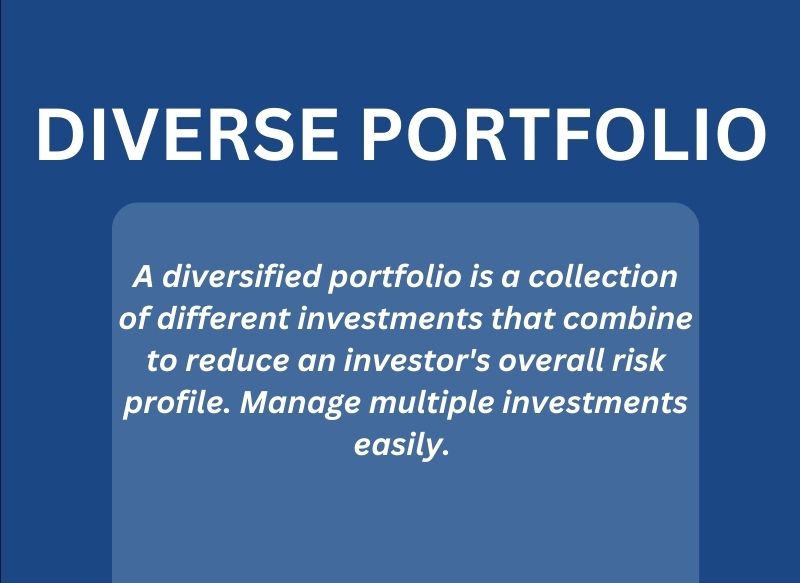 DIVERSE PORTFOLIO
A diversified portfolio is a collection
of different investments that combine
to reduce an investor's overall risk
profile. Manage multiple investments
easily.